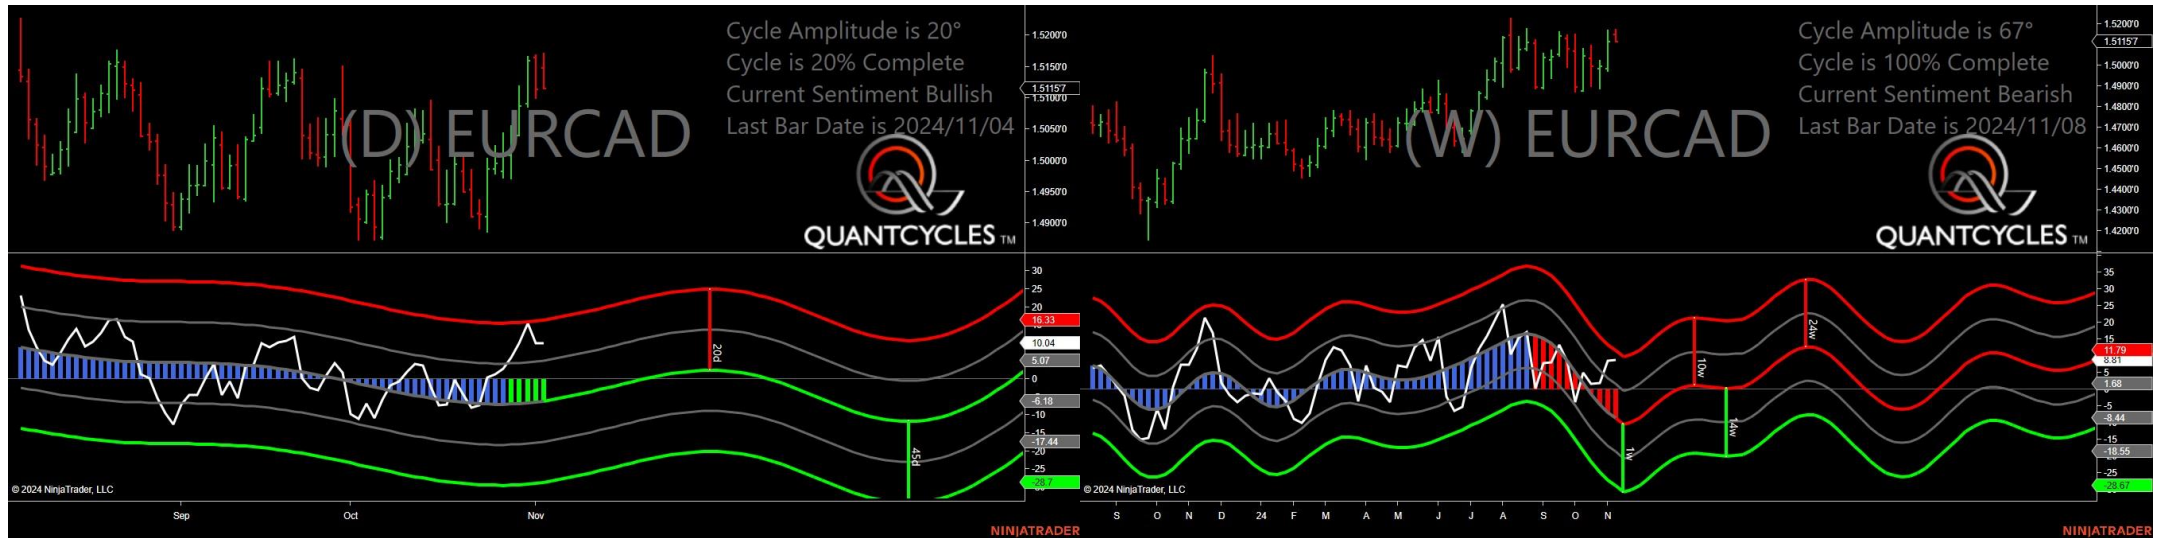 Cycle Amplitude is 20°
Cycle is 20% Complete
Current Sentiment Bullish
Last Bar Date is 2024/11/04
(D) EURCAD
QUANTCYCLES TM
1.5200'0
1.5150'0
1.5115'7
1.5100'0
1.5050'0
1.5000'0
1.4950'0
1.4900'0
30
25
20
16.33
10.04
5.07
0
-6.18
-10
-15
-17.44
-20
-25
-28.7
20d
45d
© 2024 NinjaTrader, LLC
Sep Oct Nov
NINJATRADER
Cycle Amplitude is 67°
Cycle is 100% Complete
Current Sentiment Bearish
Last Bar Date is 2024/11/08
(W) EURCAD
QUANTCYCLES TM
1.5200'0
1.5115'7
1.5000'0
1.4900'0
1.4800'0
1.4700'0
1.4600'0
1.4500'0
1.4400'0
1.4300'0
1.4200'0
35
30
25
20
15
11.79
8.81
5
1.68
-5
-8.44
-15
-18.55
-25
-28.67
10w
24w
1w
14w
© 2024 NinjaTrader, LLC
S O N D 24 F M A M J J A S O N
NINJATRADER